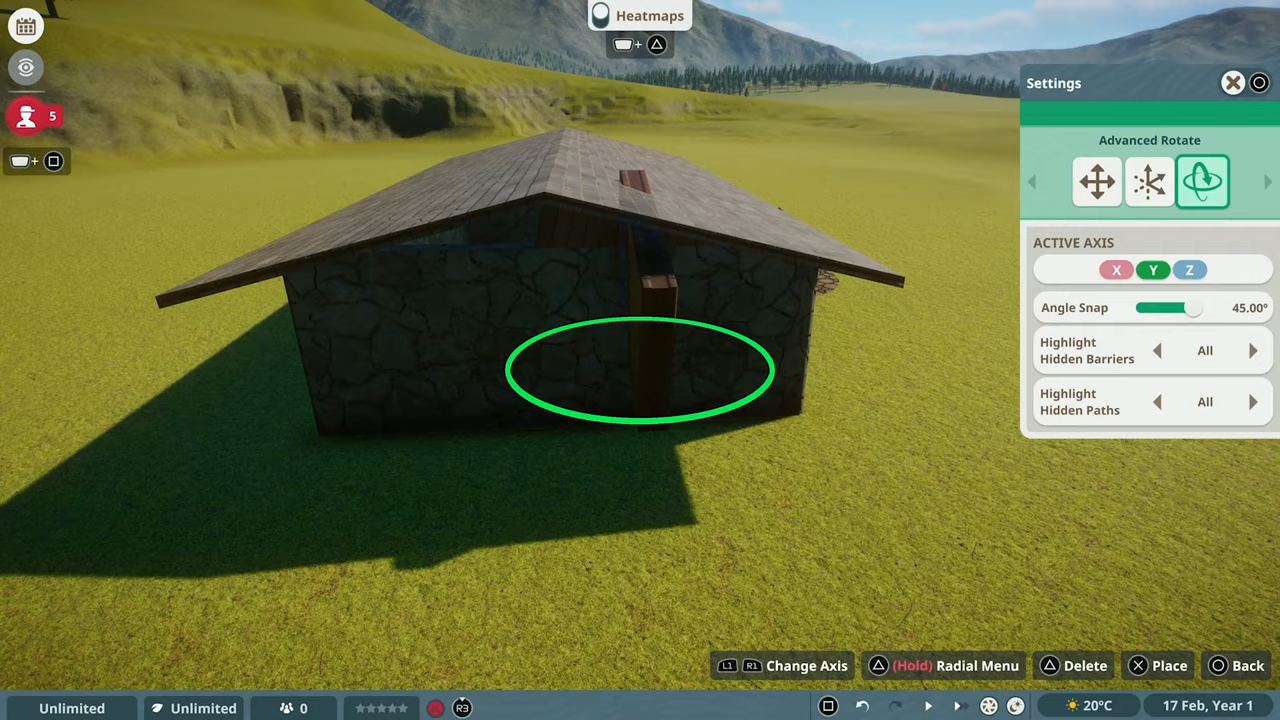 Heatmaps
+
5
+
Settings
Advanced Rotate
ACTIVE AXIS
X Y Z
Angle Snap 45.00°
Highlight
Hidden Barriers
All
Highlight
Hidden Paths
All
L1 R1 Change Axis
(Hold) Radial Menu
Delete
Place
Back
Unlimited
Unlimited
0
R3
20°C
17 Feb, Year 1